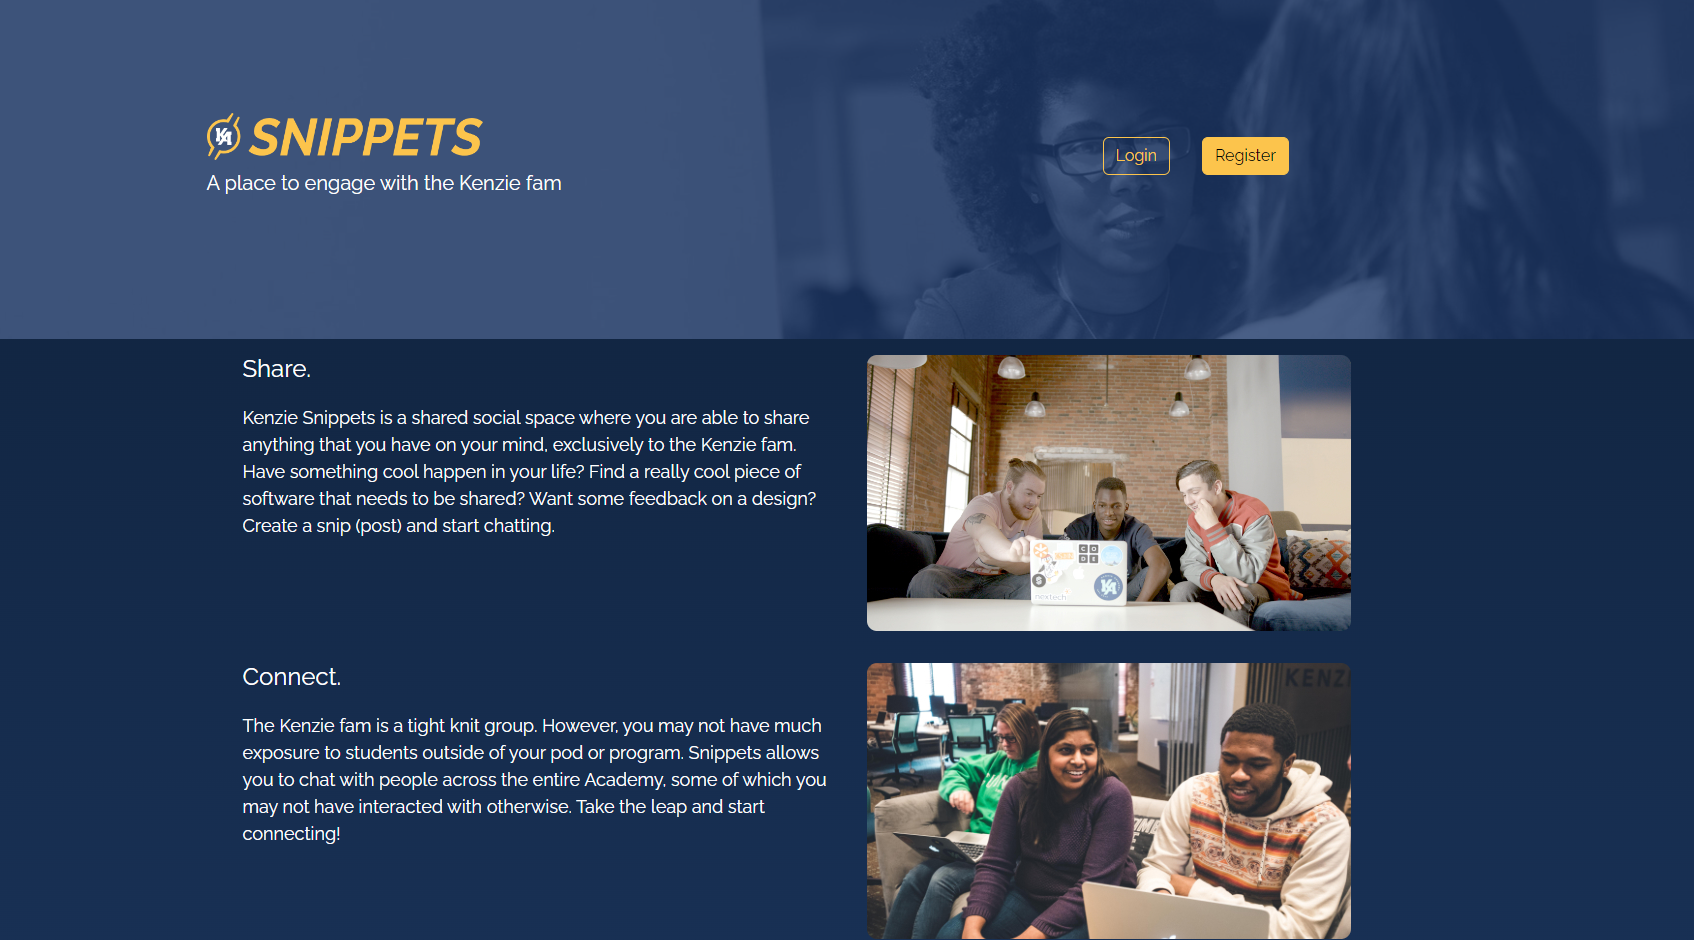 KA SNIPPETS
A place to engage with the Kenzie fam
Login
Register
Share.
Kenzie Snippets is a shared social space where you are able to share
anything that you have on your mind, exclusively to the Kenzie fam.
Have something cool happen in your life? Find a really cool piece of
software that needs to be shared? Want some feedback on a design?
Create a snip (post) and start chatting.
CO
DE
KA
nextech
Connect.
The Kenzie fam is a tight knit group. However, you may not have much
exposure to students outside of your pod or program. Snippets allows
you to chat with people across the entire Academy, some of which you
may not have interacted with otherwise. Take the leap and start
connecting!
KENZ